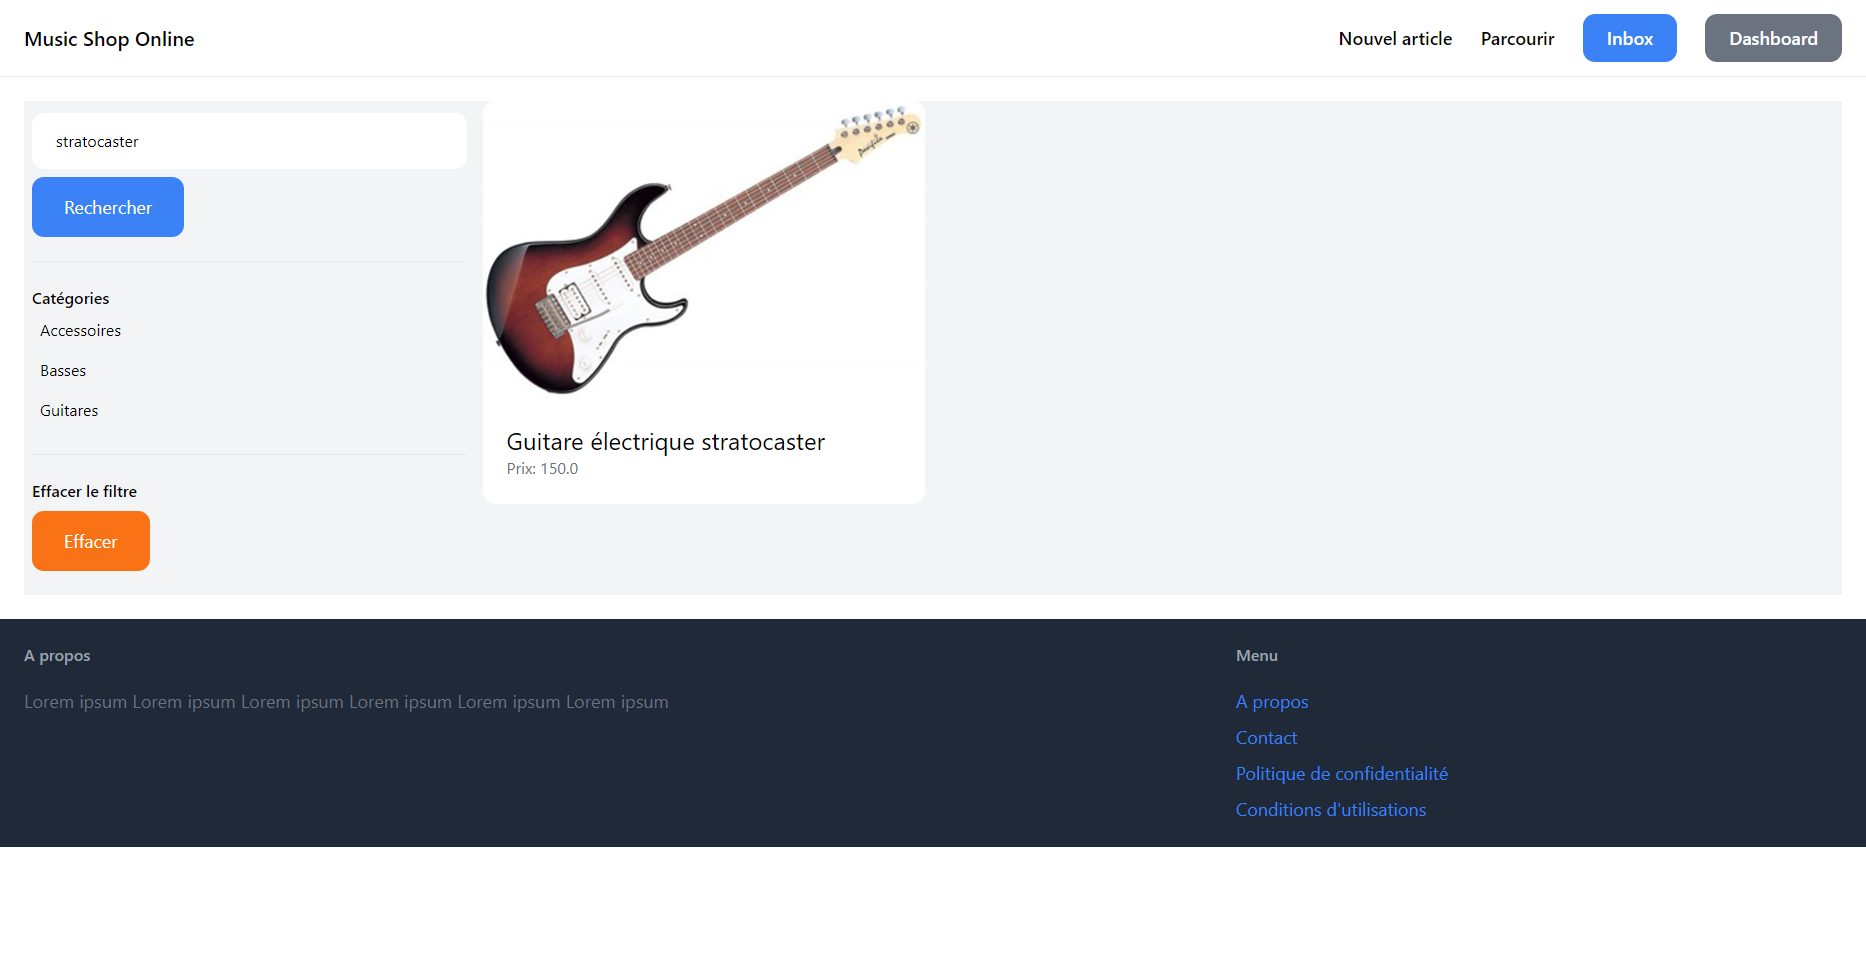 Music Shop Online
Nouvel article
Parcourir
Inbox
Dashboard
stratocaster
Rechercher
Catégories
Accessoires
Basses
Guitares
Effacer le filtre
Effacer
Pacifica
Guitare électrique stratocaster
Prix: 150.0
A propos
Lorem ipsum Lorem ipsum Lorem ipsum Lorem ipsum Lorem ipsum Lorem ipsum
Menu
A propos
Contact
Politique de confidentialité
Conditions d'utilisations